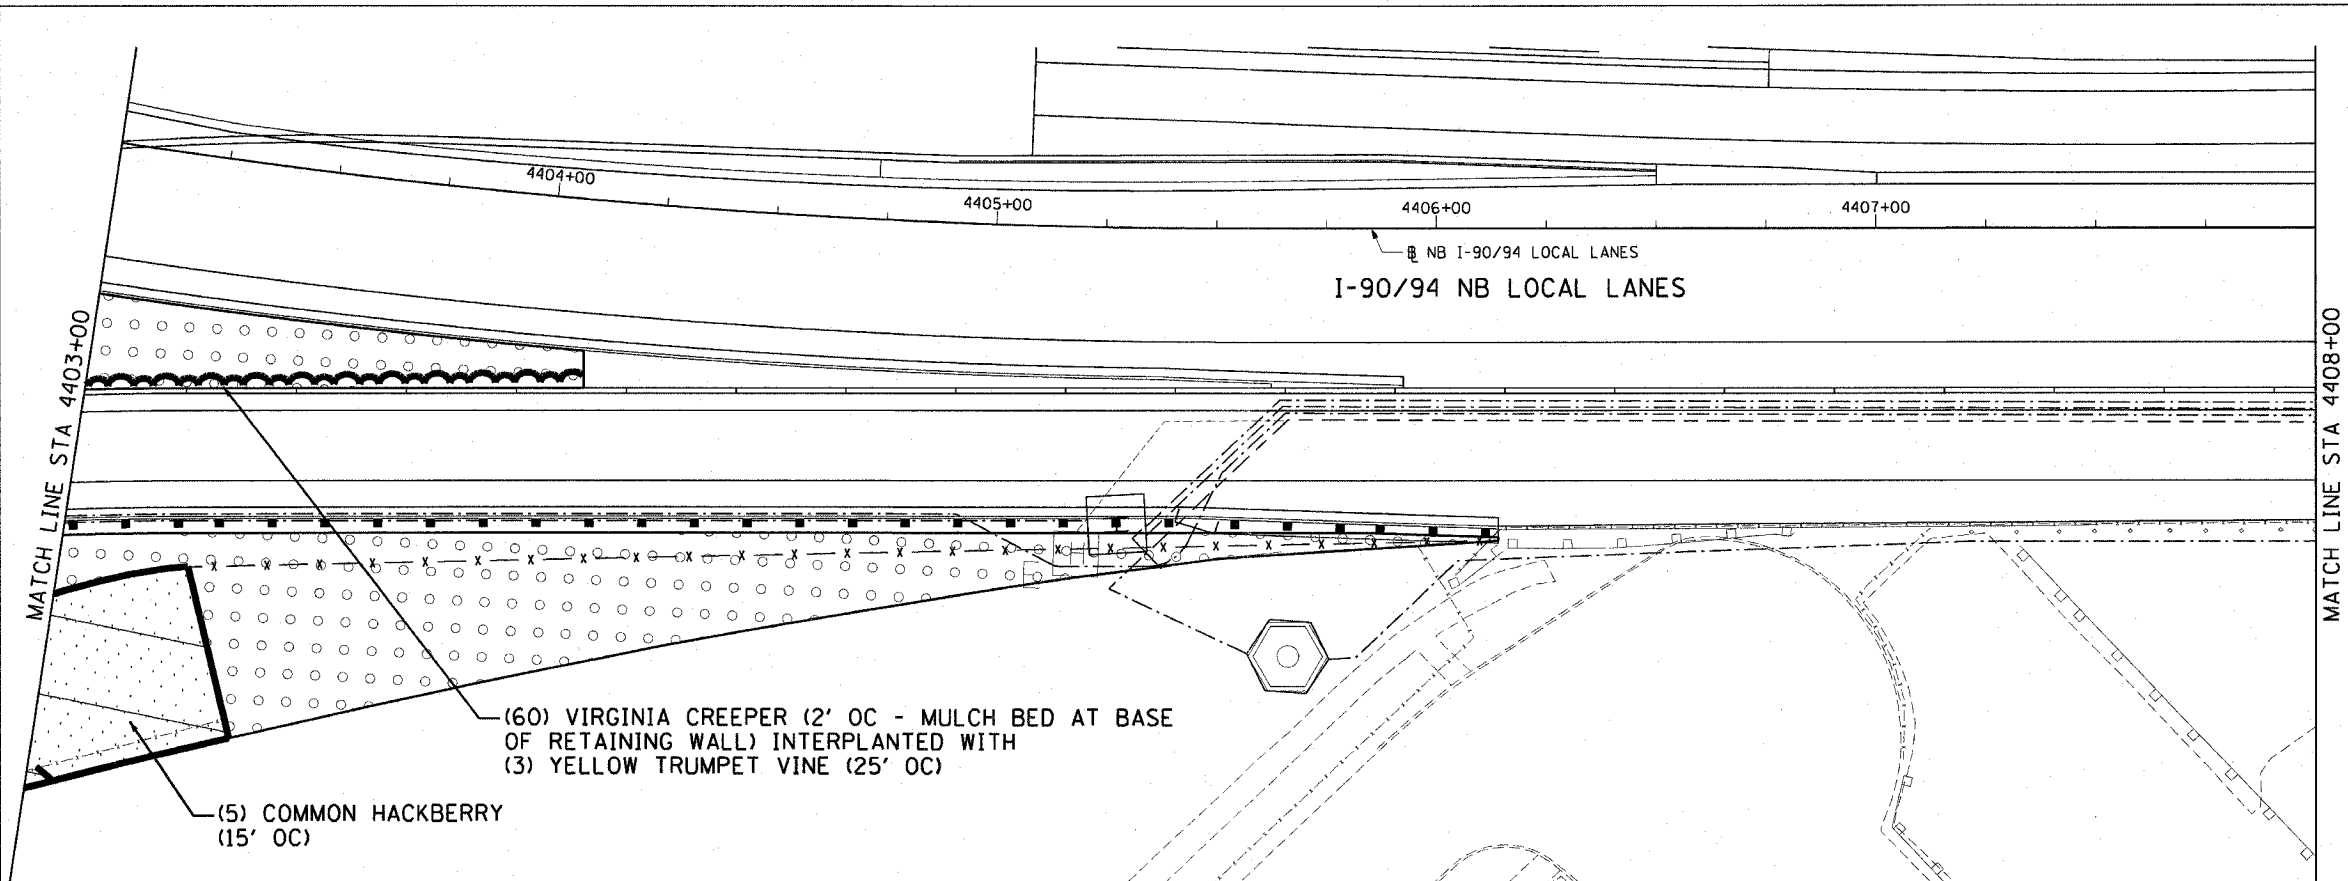 4404+00
4405+00
4406+00
4407+00
℄ NB I-90/94 LOCAL LANES
I-90/94 NB LOCAL LANES
MATCH LINE STA 4403+00
MATCH LINE STA 4408+00
(60) VIRGINIA CREEPER (2' OC - MULCH BED AT BASE
OF RETAINING WALL) INTERPLANTED WITH
(3) YELLOW TRUMPET VINE (25' OC)
(5) COMMON HACKBERRY
(15' OC)